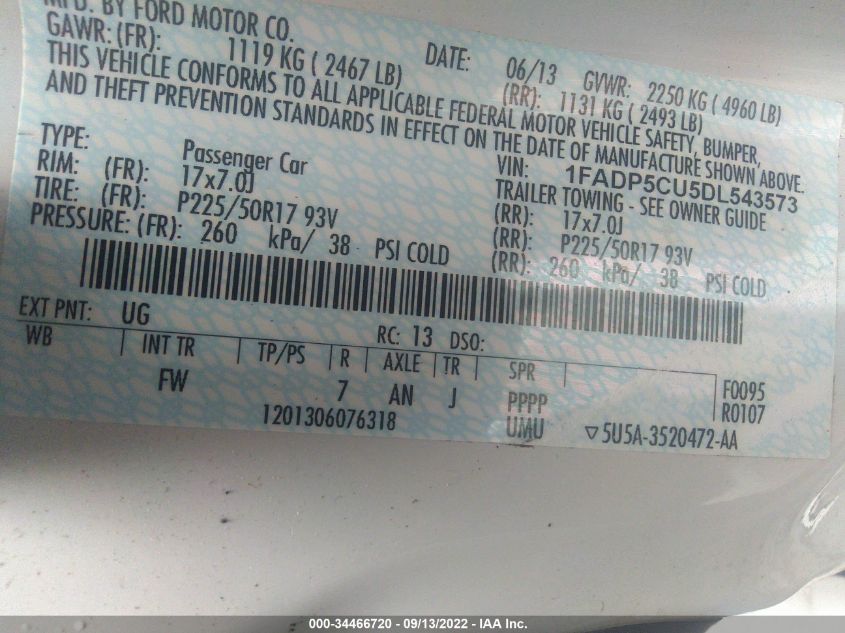 MFD. BY FORD MOTOR CO.
DATE: 06/13 GVWR: 2250 KG ( 4960 LB)
GAWR: (FR): 1119 KG ( 2467 LB) (RR): 1131 KG ( 2493 LB)
THIS VEHICLE CONFORMS TO ALL APPLICABLE FEDERAL MOTOR VEHICLE SAFETY, BUMPER,
AND THEFT PREVENTION STANDARDS IN EFFECT ON THE DATE OF MANUFACTURE SHOWN ABOVE.
VIN: 1FADP5CU5DL543573
TYPE: Passenger Car TRAILER TOWING - SEE OWNER GUIDE
RIM: (FR): 17x7.0J (RR): 17x7.0J
TIRE: (FR): P225/50R17 93V (RR): P225/50R17 93V
PRESSURE: (FR): 260 kPa/ 38 PSI COLD (RR): 260 kPa/ 38 PSI COLD
EXT PNT: UG RC: 13 DSO:
WB INT TR TP/PS R AXLE TR SPR
FW 7 AN J PPPP F0095
UMU R0107
1201306076318 ▽5U5A-3520472-AA
000-34466720 - 09/13/2022 - IAA Inc.